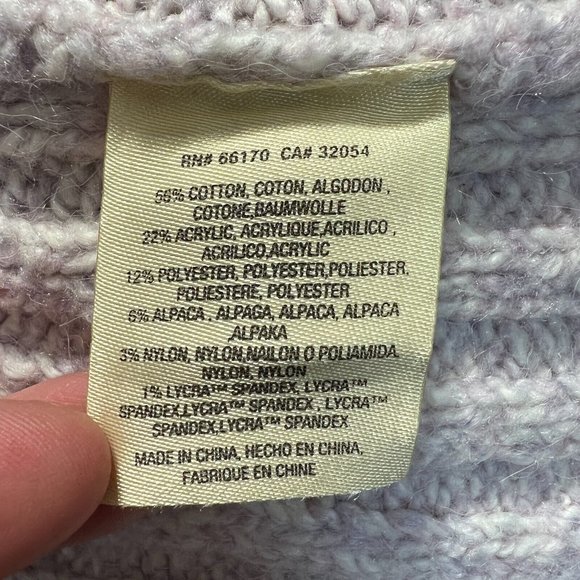 RN# 66170 CA# 32054
56% COTTON, COTON, ALGODON ,
COTONE,BAUMWOLLE
22% ACRYLIC, ACRYLIQUE,ACRILICO ,
ACRILICO,ACRYLIC
12% POLYESTER, POLYESTER,POLIESTER,
POLIESTERE, POLYESTER
6% ALPACA , ALPAGA, ALPACA, ALPACA
,ALPAKA
3% NYLON, NYLON,NAILON O POLIAMIDA,
NYLON, NYLON
1% LYCRA™ SPANDEX, LYCRA™
SPANDEX,LYCRA™ SPANDEX , LYCRA™
SPANDEX,LYCRA™ SPANDEX
MADE IN CHINA, HECHO EN CHINA,
FABRIQUE EN CHINE